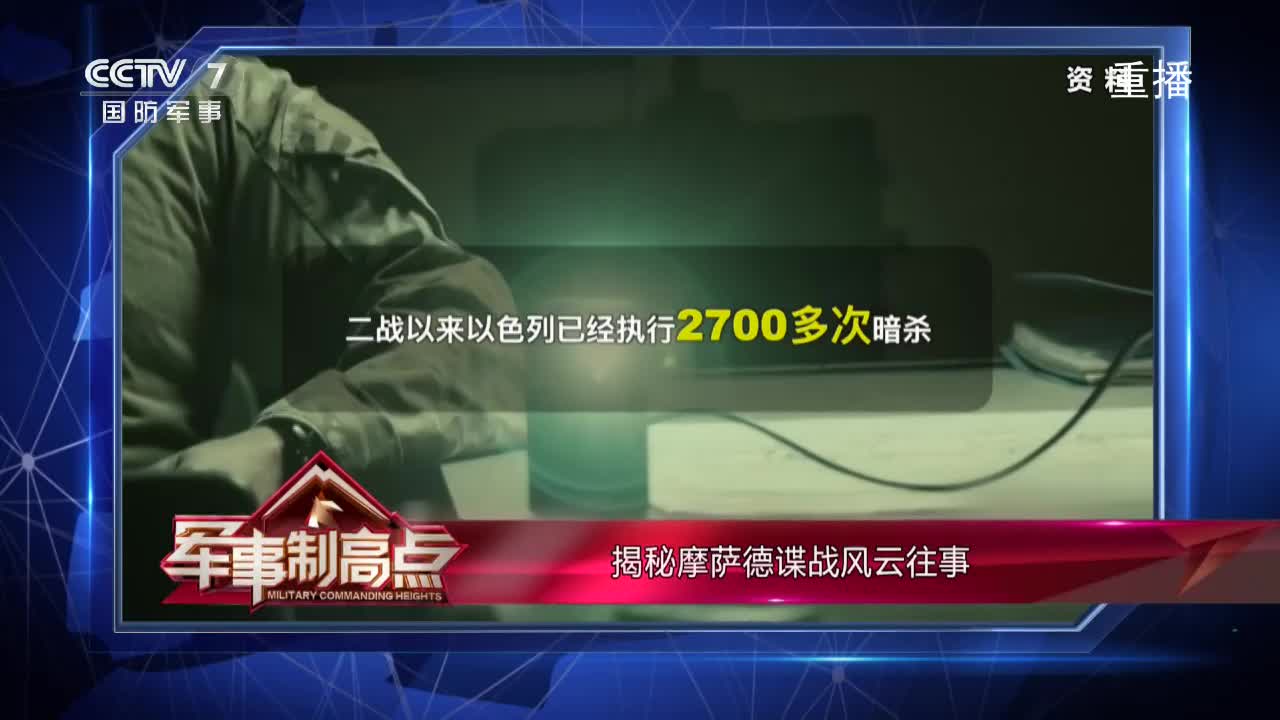 CCTV 7
国防军事
资料
重播
二战以来以色列已经执行2700多次暗杀
军事制高点
MILITARY COMMANDING HEIGHTS
揭秘摩萨德谍战风云往事